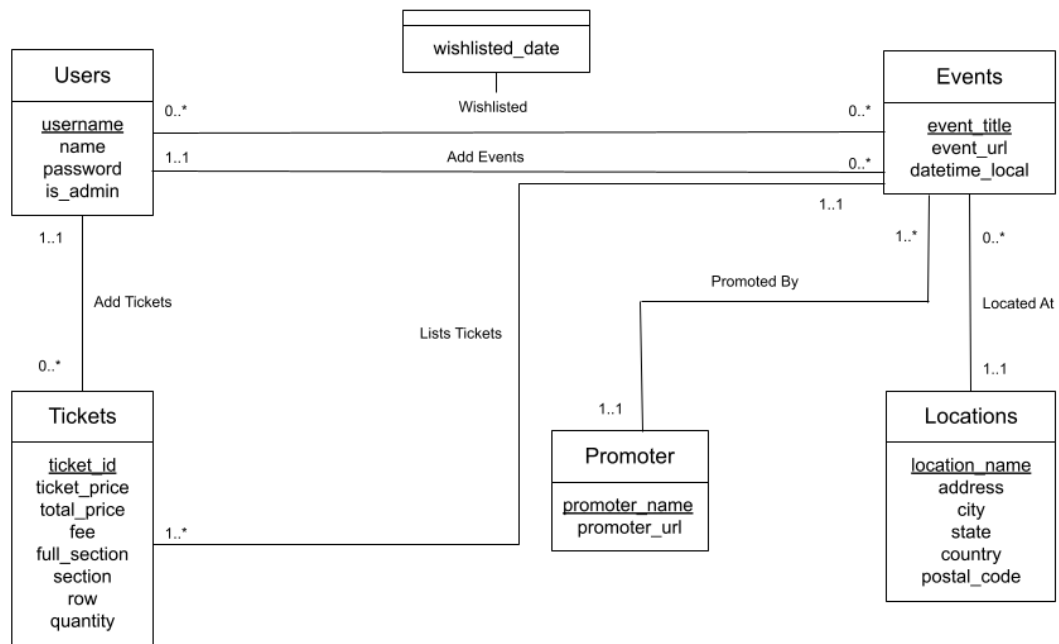 wishlisted_date
Users
username
name
password
is_admin
Events
event_title
event_url
datetime_local
0..*
Wishlisted
0..*
1..1
Add Events
0..*
1..1
1..1
1..*
0..*
Promoted By
Add Tickets
Lists Tickets
Located At
0..*
1..1
1..1
Tickets
ticket_id
ticket_price
total_price
fee
full_section
section
row
quantity
1..*
Promoter
promoter_name
promoter_url
Locations
location_name
address
city
state
country
postal_code